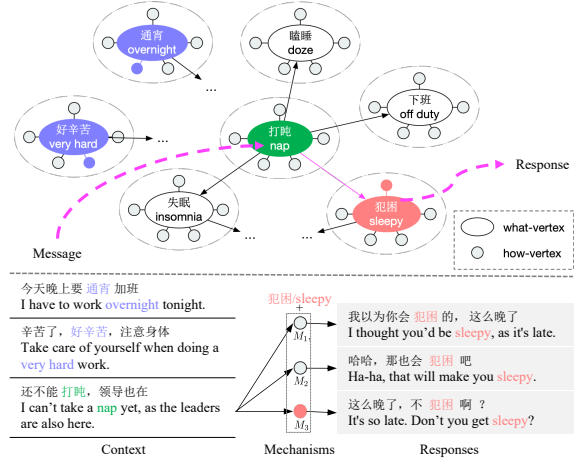 通宵
overnight
瞌睡
doze
...
下班
off duty
好辛苦
very hard
...
打盹
nap
Response
失眠
insomnia
犯困
sleepy
...
...
Message
what-vertex
how-vertex
今天晚上要 通宵 加班
I have to work overnight tonight.
辛苦了，好辛苦，注意身体
Take care of yourself when doing a
very hard work.
还不能 打盹，领导也在
I can't take a nap yet, as the leaders
are also here.
犯困/sleepy
+
M1,
M2
M3
我以为你会 犯困 的， 这么晚了
I thought you'd be sleepy, as it's late.
哈哈，那也会 犯困 吧
Ha-ha, that will make you sleepy.
这么晚了，不 犯困 啊 ？
It's so late. Don't you get sleepy?
Context
Mechanisms
Responses